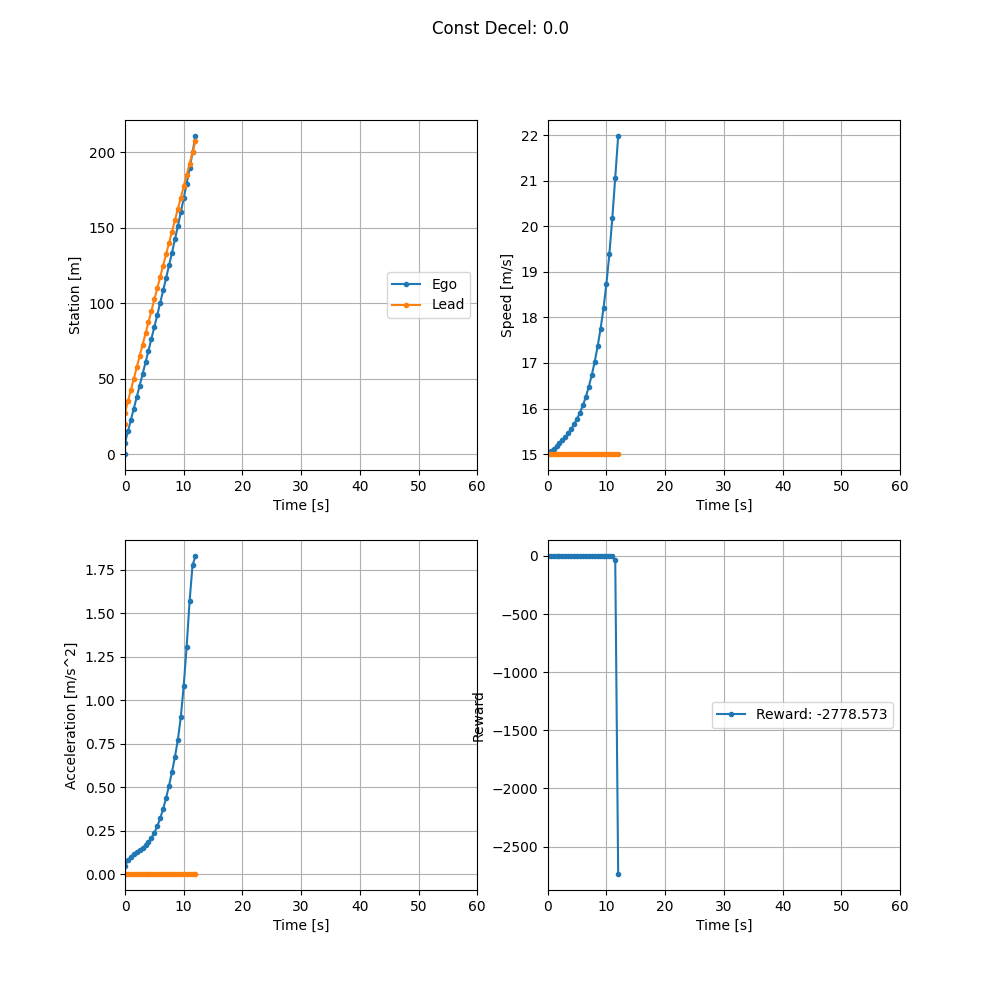 Const Decel: 0.0
200
150
100
50
0
Station [m]
Ego
Lead
0 10 20 30 40 50 60
Time [s]
22
21
20
19
18
17
16
15
Speed [m/s]
0 10 20 30 40 50 60
Time [s]
1.75
1.50
1.25
1.00
0.75
0.50
0.25
0.00
Acceleration [m/s^2]
0 10 20 30 40 50 60
Time [s]
0
−500
−1000
−1500
−2000
−2500
Reward
Reward: -2778.573
0 10 20 30 40 50 60
Time [s]